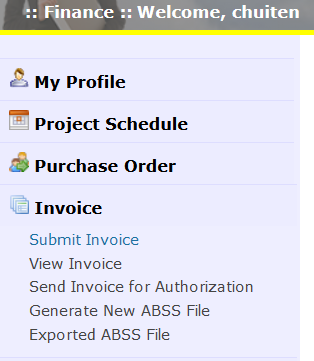 :: Finance :: Welcome, chuiten
My Profile
Project Schedule
Purchase Order
Invoice
Submit Invoice
View Invoice
Send Invoice for Authorization
Generate New ABSS File
Exported ABSS File